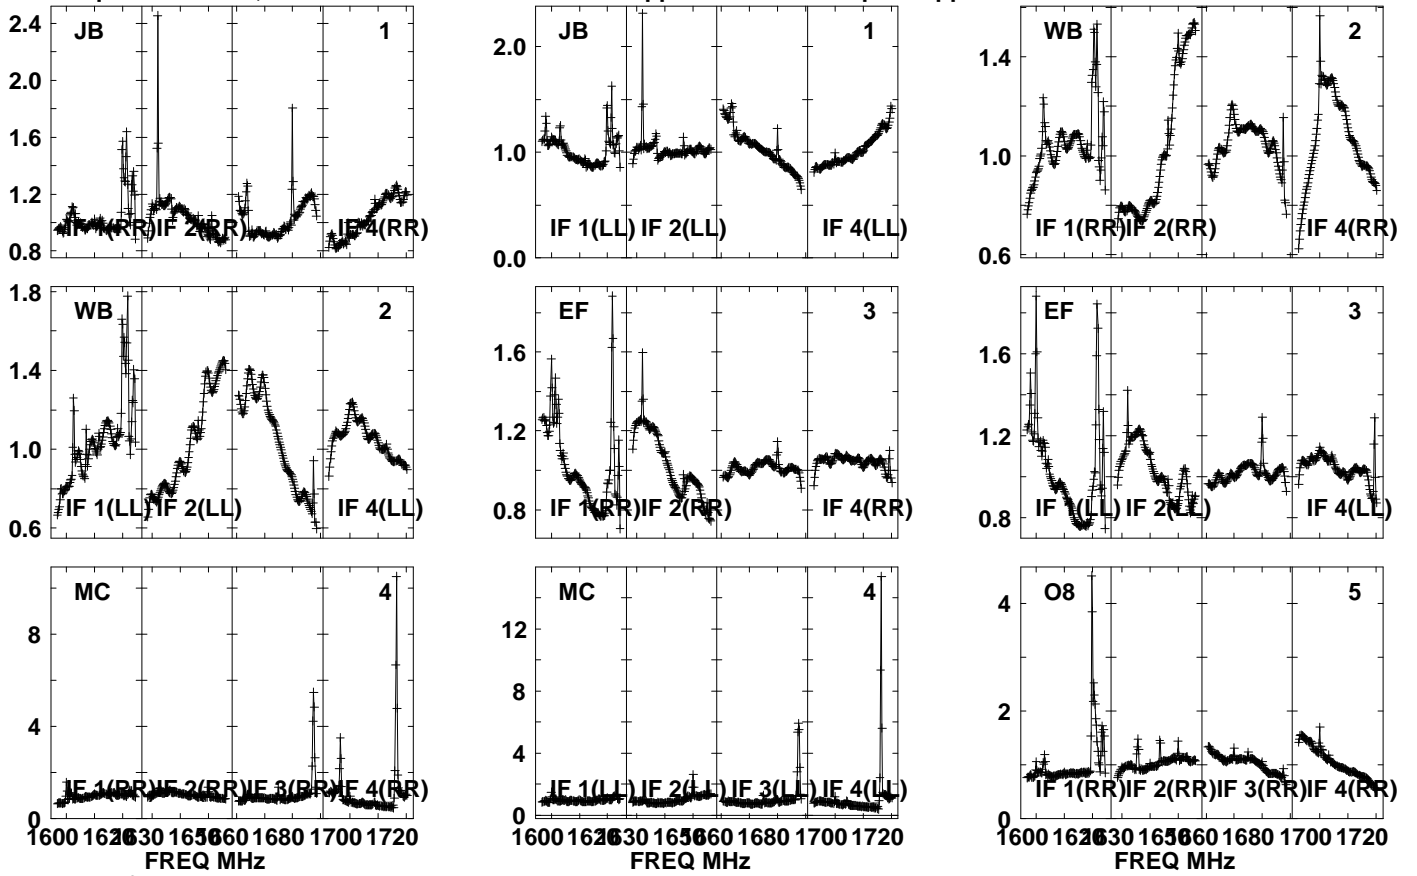 JB 1
2.4
2.0
1.6
1.2
0.8
IF 1(RR) IF 2(RR) IF 4(RR)
JB 1
2.0
1.0
0.0
IF 1(LL) IF 2(LL) IF 4(LL)
WB 2
1.4
1.0
0.6
IF 1(RR) IF 2(RR) IF 4(RR)
WB 2
1.8
1.4
1.0
0.6
IF 1(LL) IF 2(LL) IF 4(LL)
EF 3
1.6
1.2
0.8
IF 1(RR) IF 2(RR) IF 4(RR)
EF 3
1.6
1.2
0.8
IF 1(LL) IF 2(LL) IF 4(LL)
MC 4
8
6
4
2
0
IF 1(RR) IF 2(RR) IF 3(RR) IF 4(RR)
1600 1620 1630 1650 1660 1700 1720
FREQ MHz
MC 4
12
8
4
0
IF 1(LL) IF 2(LL) IF 3(LL) IF 4(LL)
1600 1620 1630 1650 1660 1700 1720
FREQ MHz
O8 5
4
2
0
IF 1(RR) IF 2(RR) IF 3(RR) IF 4(RR)
1600 1620 1630 1650 1660 1700 1720
FREQ MHz